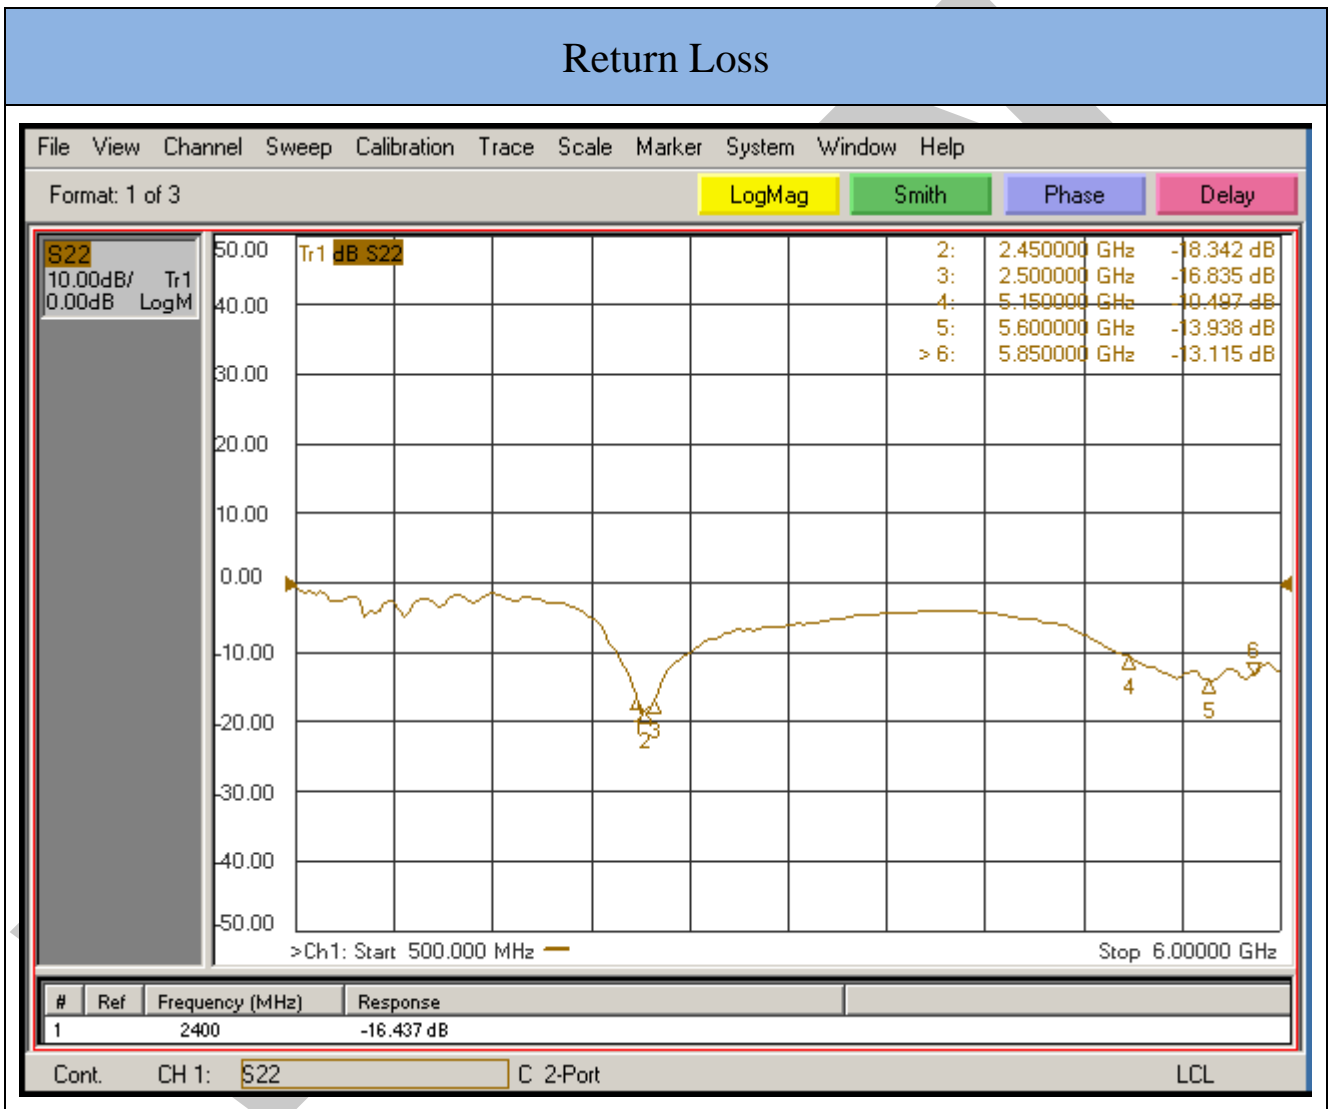 Return Loss
File View Channel Sweep Calibration Trace Scale Marker System Window Help
Format: 1 of 3 LogMag Smith Phase Delay
S22
10.00dB/ Tr1
0.00dB LogM
50.00
40.00
30.00
20.00
10.00
0.00
-10.00
-20.00
-30.00
-40.00
-50.00
Tr1 dB S22
2: 2.450000 GHz -18.342 dB
3: 2.500000 GHz -16.835 dB
4: 5.150000 GHz -10.497 dB
5: 5.600000 GHz -13.938 dB
> 6: 5.850000 GHz -13.115 dB
2
3
4
5
6
>Ch1: Start 500.000 MHz Stop 6.00000 GHz
# Ref Frequency (MHz) Response
1 2400 -16.437 dB
Cont. CH 1: S22 C 2-Port LCL